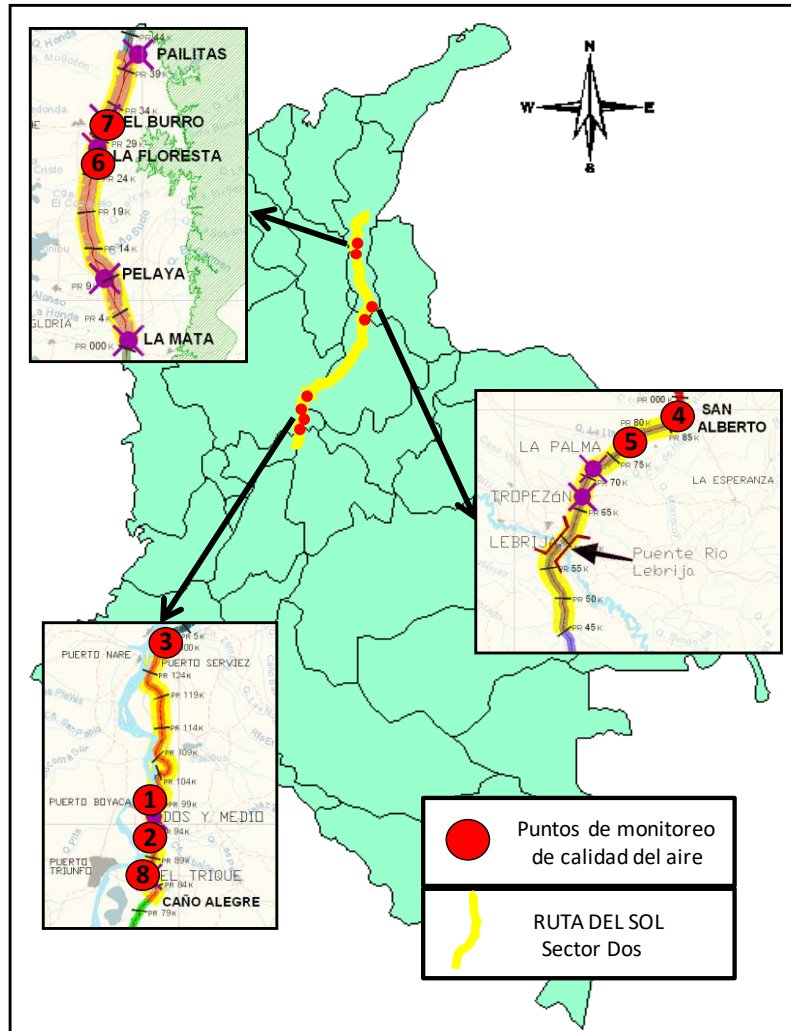 PR 44 K
PAILITAS
PR 39 K
PR 34 K
7
EL BURRO
PR 29 K
6
LA FLORESTA
PR 24 K
PR 19 K
PR 14 K
PELAYA
PR 9 K
PR 4 K
GLORIA
LA MATA
PR 000 K
N
W
E
S
PR 000 K
4
SAN
ALBERTO
PR 80 K
PR 85 K
5
LA PALMA
PR 75 K
PR 70 K
LA ESPERANZA
TROPEZóN
PR 65 K
LEBRIJA
Puente Rio
Lebrija
PR 55 K
PR 50 K
PR 45 K
3
PR 5 K
PUERTO NARE
PUERTO SERVIEZ
PR 124 K
PR 119 K
PR 114 K
PR 109 K
PR 104 K
1
PUERTO BOYACA
PR 99 K
DOS Y MEDIO
2
PR 94 K
PR 89 K
PUERTO
TRIUNFO
8
EL TRIQUE
PR 84 K
CAÑO ALEGRE
PR 79 K
Puntos de monitoreo
de calidad del aire
RUTA DEL SOL
Sector Dos